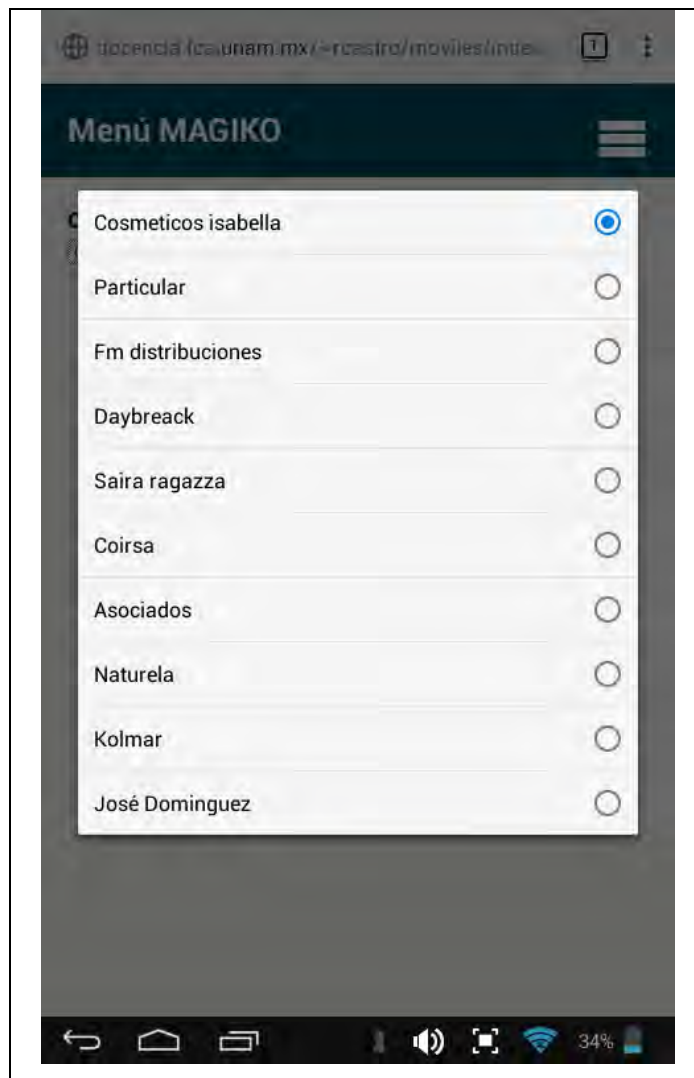 docencia.fca.unam.mx/~rcastro/moviles/inde
1
Menú MAGIKO
Cosmeticos isabella
Particular
Fm distribuciones
Daybreack
Saira ragazza
Coirsa
Asociados
Naturela
Kolmar
José Dominguez
34%